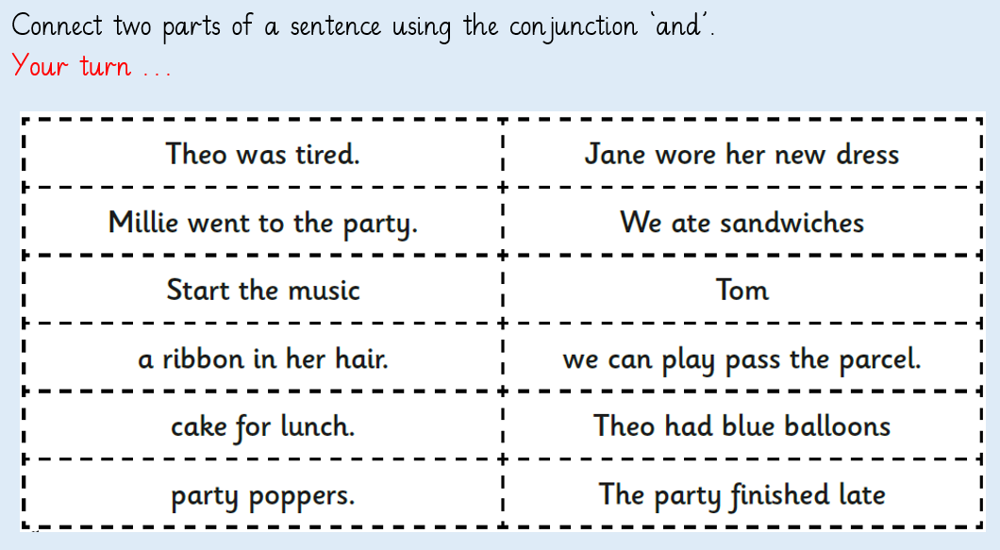 Connect two parts of a sentence using the conjunction ‘and’.
Your turn ...
Theo was tired.
Jane wore her new dress
Millie went to the party.
We ate sandwiches
Start the music
Tom
a ribbon in her hair.
we can play pass the parcel.
cake for lunch.
Theo had blue balloons
party poppers.
The party finished late